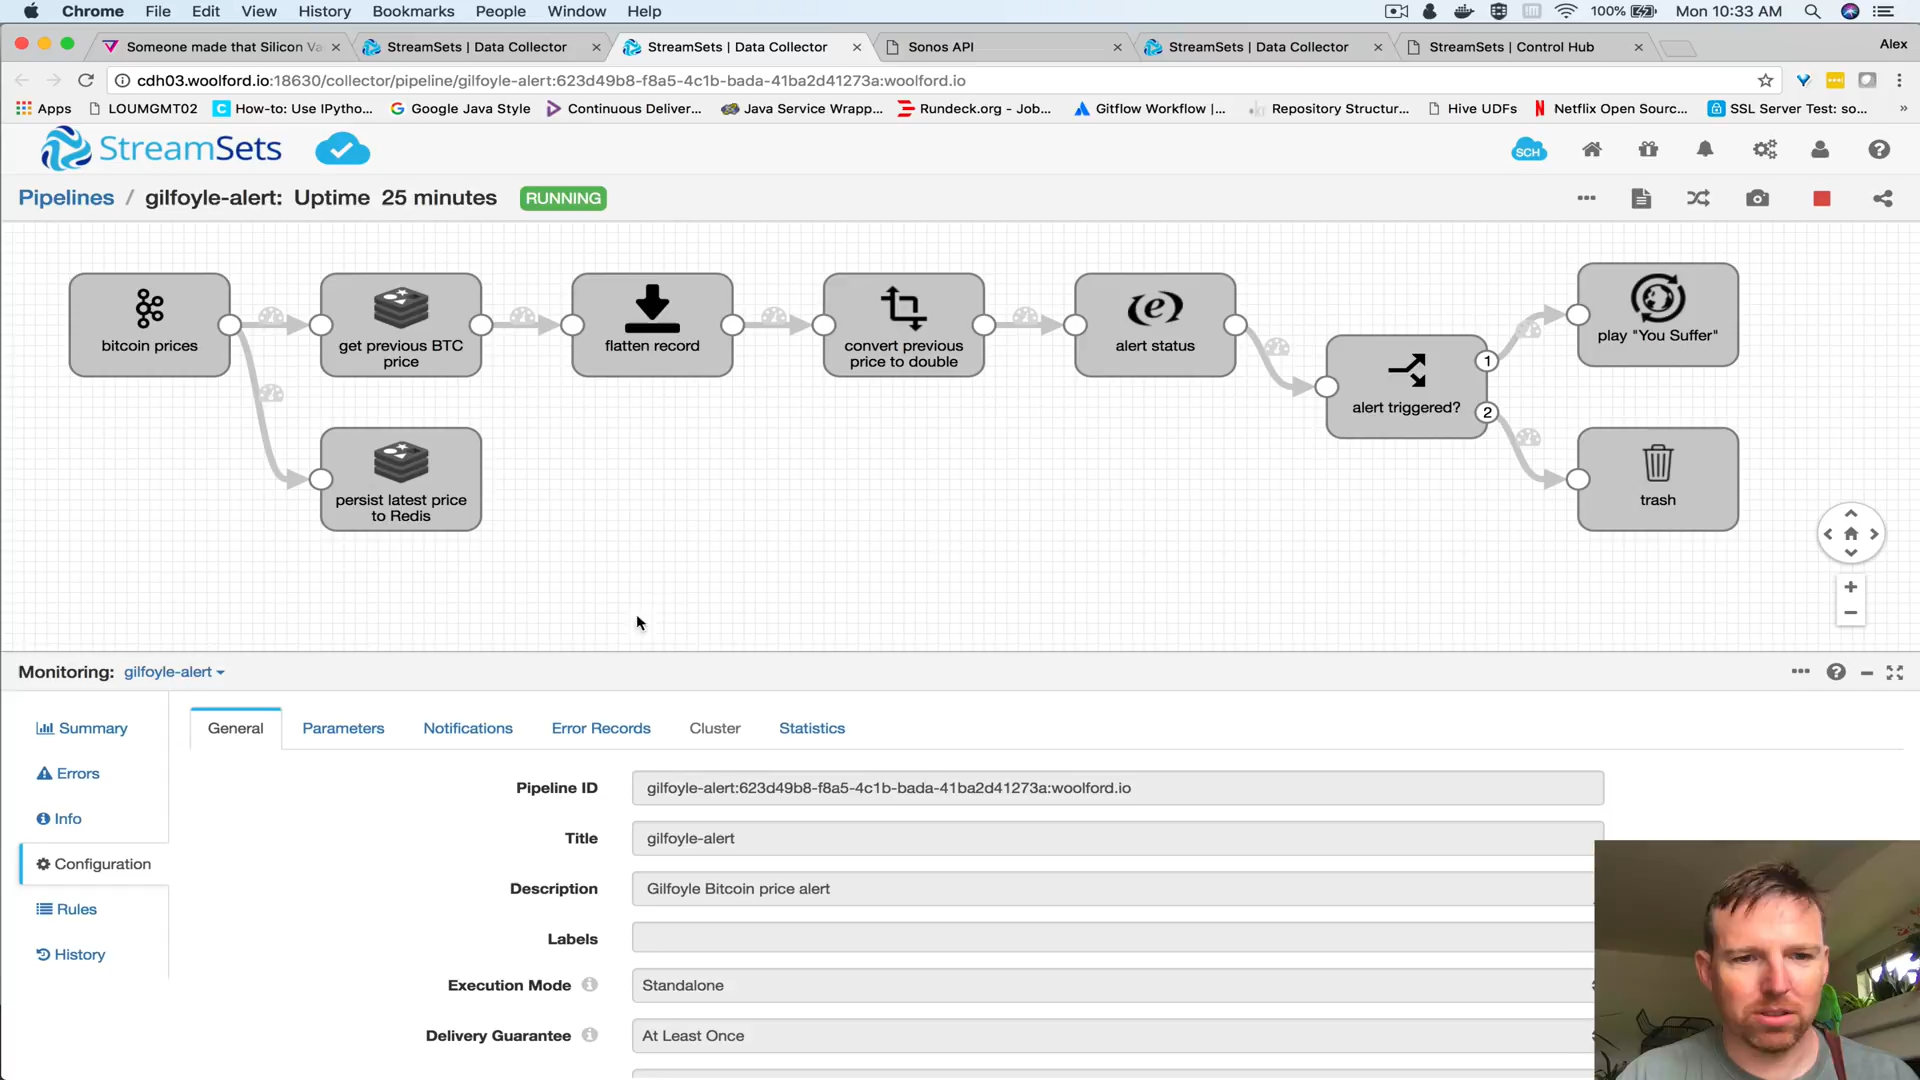 Chrome File Edit View History Bookmarks People Window Help 100% Mon 10:33 AM
Someone made that Silicon Va StreamSets | Data Collector StreamSets | Data Collector Sonos API StreamSets | Data Collector StreamSets | Control Hub Alex
cdh03.woolford.io:18630/collector/pipeline/gilfoyle-alert:623d49b8-f8a5-4c1b-bada-41ba2d41273a:woolford.io
Apps LOUMGMT02 How-to: Use IPytho... Google Java Style Continuous Deliver... Java Service Wrapp... Rundeck.org - Job... Gitflow Workflow |... Repository Structur... Hive UDFs Netflix Open Sourc... SSL Server Test: so... »
StreamSets SCH
Pipelines / gilfoyle-alert: Uptime 25 minutes RUNNING
bitcoin prices
get previous BTC
price
flatten record
convert previous
price to double
alert status
alert triggered?
1
2
play "You Suffer"
persist latest price
to Redis
trash
Monitoring: gilfoyle-alert
Summary
Errors
Info
Configuration
Rules
History
General Parameters Notifications Error Records Cluster Statistics
Pipeline ID gilfoyle-alert:623d49b8-f8a5-4c1b-bada-41ba2d41273a:woolford.io
Title gilfoyle-alert
Description Gilfoyle Bitcoin price alert
Labels
Execution Mode Standalone
Delivery Guarantee At Least Once